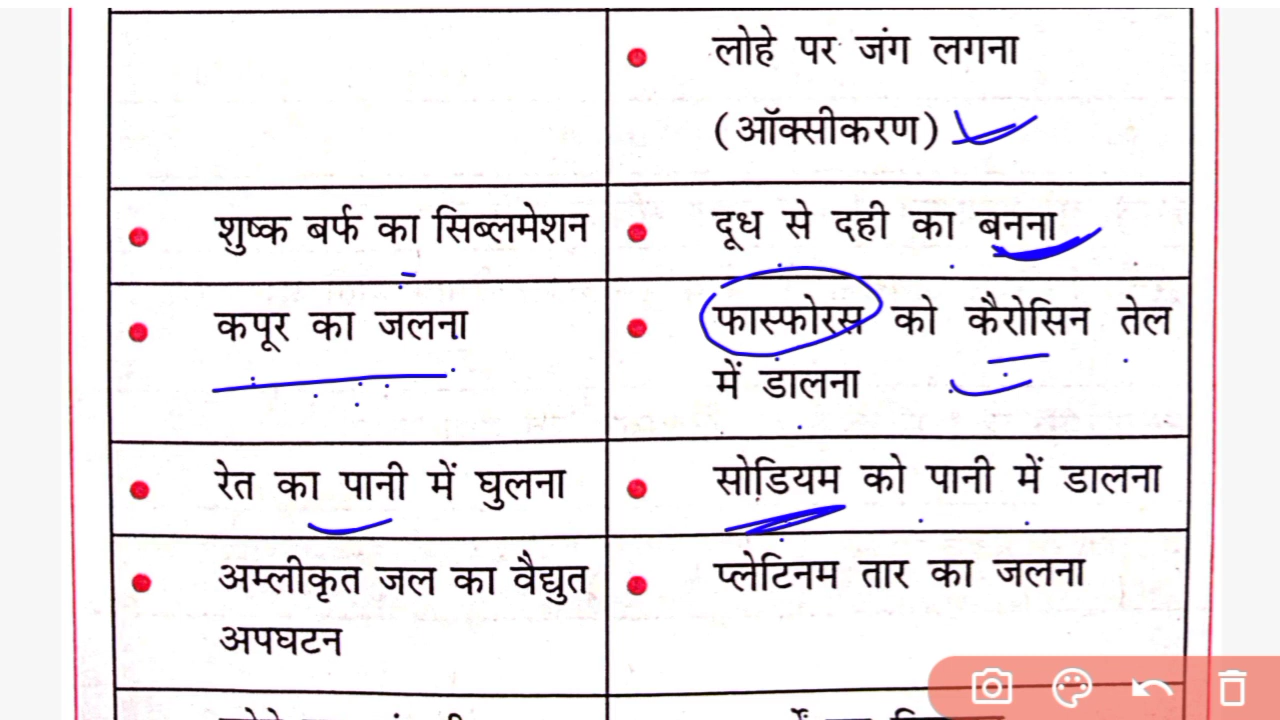 लोहे पर जंग लगना
(ऑक्सीकरण)
शुष्क बर्फ का सिब्लमेशन
दूध से दही का बनना
कपूर का जलना
फास्फोरस को कैरोसिन तेल
में डालना
रेत का पानी में घुलना
सोडियम को पानी में डालना
अम्लीकृत जल का वैद्युत
अपघटन
प्लेटिनम तार का जलना